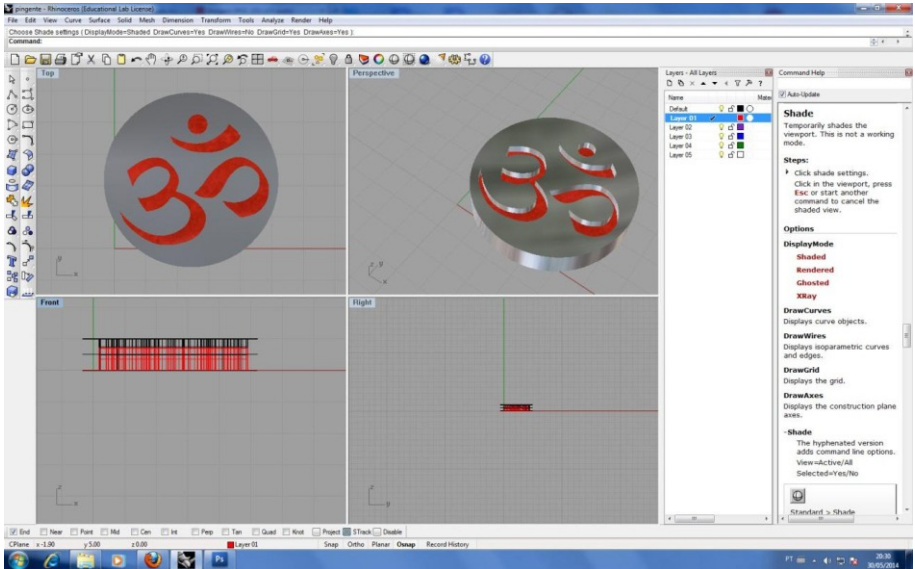 pingente - Rhinoceros (Educational Lab License)
File Edit View Curve Surface Solid Mesh Dimension Transform Tools Analyze Render Help
Choose Shade settings ( DisplayMode=Shaded DrawCurves=Yes DrawWires=No DrawGrid=Yes DrawAxes=Yes ):
Command:
Top
y
x
Perspective
z
y
x
Front
z
x
Right
z
y
Layers - All Layers
Name
Mate
Default
Layer 01
Layer 02
Layer 03
Layer 04
Layer 05
Command Help
Auto-Update
Shade
Temporarily shades the
viewport. This is not a working
mode.
Steps:
Click shade settings.
Click in the viewport, press
Esc or start another
command to cancel the
shaded view.
Options
DisplayMode
Shaded
Rendered
Ghosted
XRay
DrawCurves
Displays curve objects.
DrawWires
Displays isoparametric curves
and edges.
DrawGrid
Displays the grid.
DrawAxes
Displays the construction plane
axes.
-Shade
The hyphenated version
adds command line options.
View=Active/All
Selected=Yes/No
Standard > Shade
End Near Point Mid Cen Int Perp Tan Quad Knot Project STrack Disable
CPlane x -1.90 y 5.00 z 0.00 Layer 01 Snap Ortho Planar Osnap Record History
Ps
PT
20:30
30/05/2014